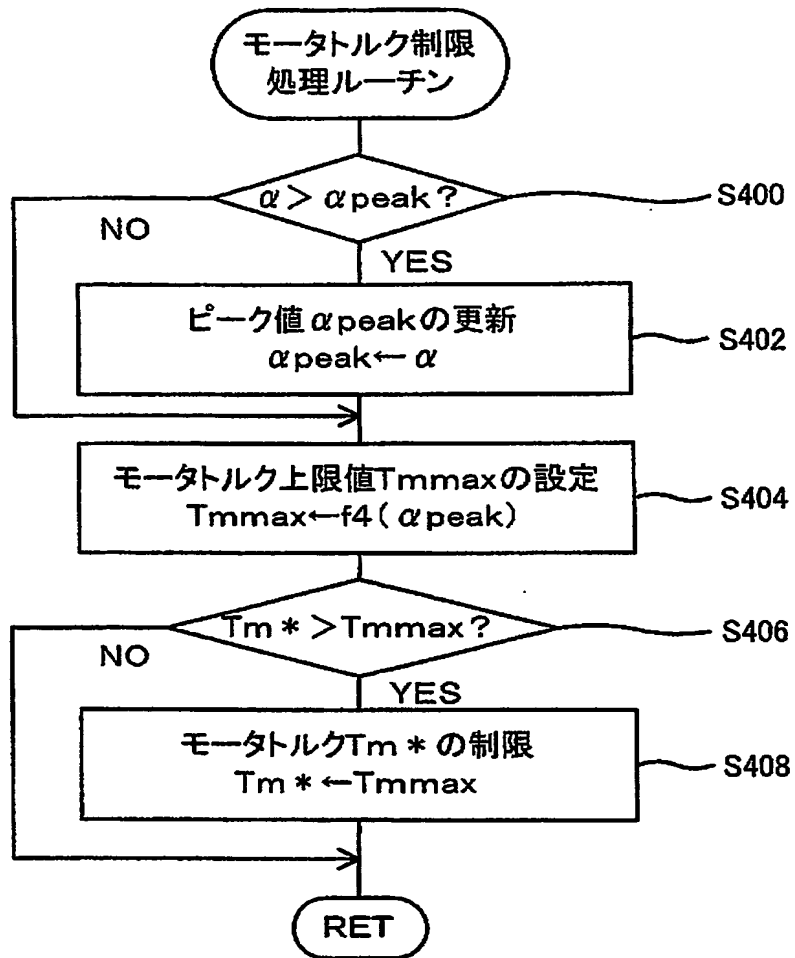 モータトルク制限
処理ルーチン
α＞αpeak？
S400
NO
YES
ピーク値αpeakの更新
αpeak←α
S402
モータトルク上限値Tmmaxの設定
Tmmax←f4(αpeak)
S404
Tm*＞Tmmax？
S406
NO
YES
モータトルクTm*の制限
Tm*←Tmmax
S408
RET